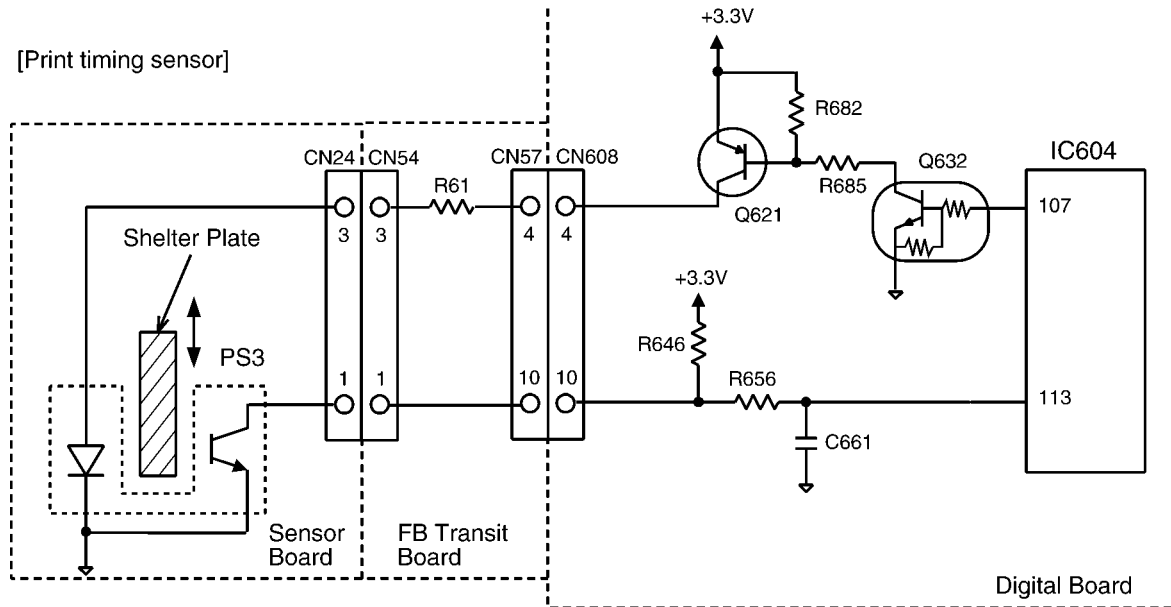 +3.3V
[Print timing sensor]
R682
CN24 CN54
CN57 CN608
Q632
IC604
R61
R685
Q621
107
3 3
4 4
Shelter Plate
+3.3V
R646
PS3
1 1
10 10
R656
113
C661
Sensor
Board
FB Transit
Board
Digital Board